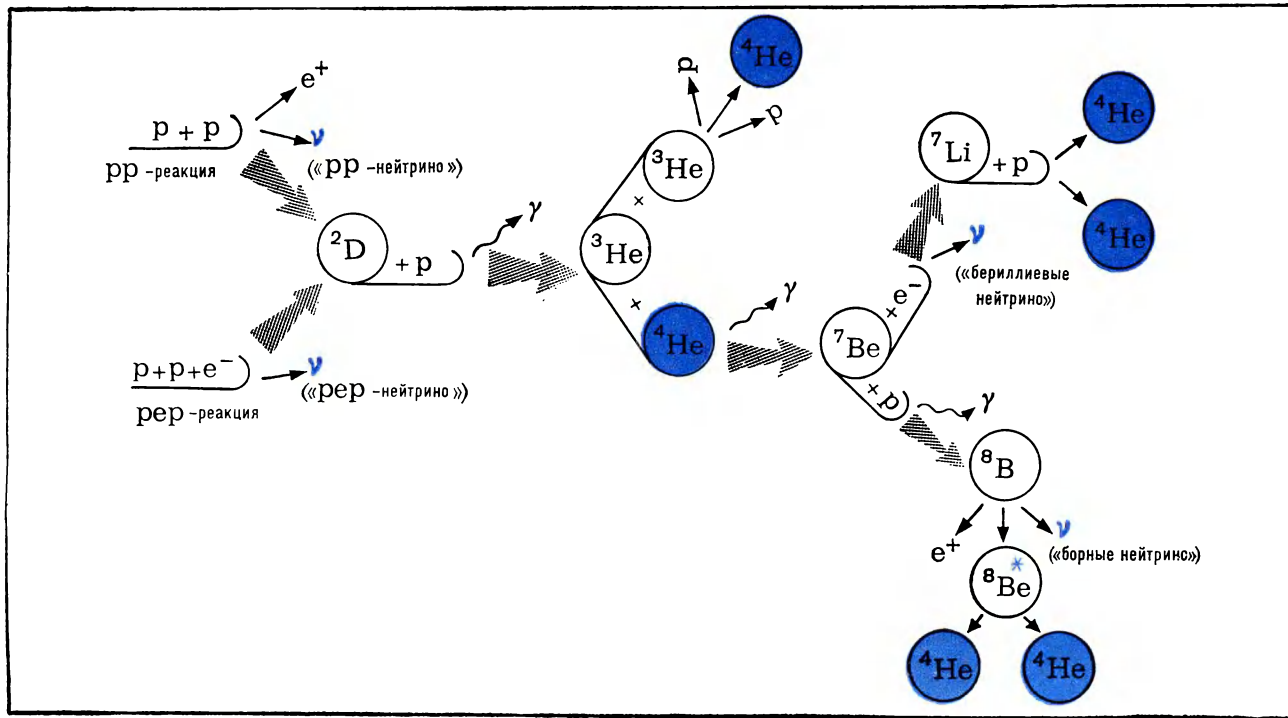 p + p
e⁺
ν
(«pp -нейтрино»)
pp -реакция
p+p+e⁻
ν
(«pep -нейтрино»)
pep -реакция
²D
+ p
γ
³He
+
³He
p
⁴He
p
+
⁴He
γ
⁷Be
+e⁻
ν
(«бериллиевые
нейтрино»)
⁷Li
+ p
⁴He
⁴He
+ p
γ
⁸B
e⁺
ν
(«борные нейтринс»)
⁸Be*
⁴He
⁴He